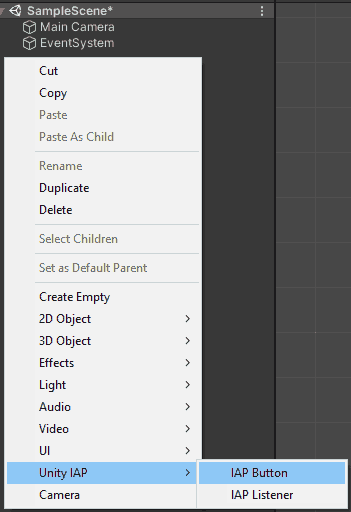 SampleScene*
Main Camera
EventSystem
Cut
Copy
Paste
Paste As Child
Rename
Duplicate
Delete
Select Children
Set as Default Parent
Create Empty
2D Object
3D Object
Effects
Light
Audio
Video
UI
Unity IAP
IAP Button
Camera
IAP Listener